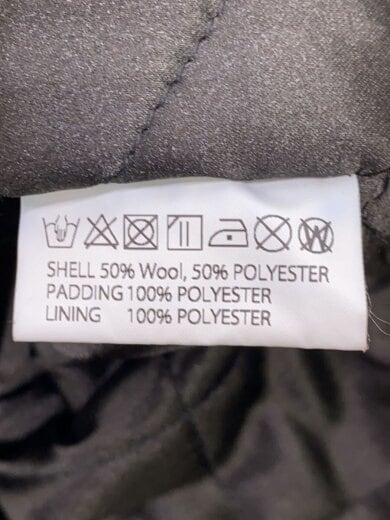 SHELL 50% Wool, 50% POLYESTER
PADDING 100% POLYESTER
LINING 100% POLYESTER